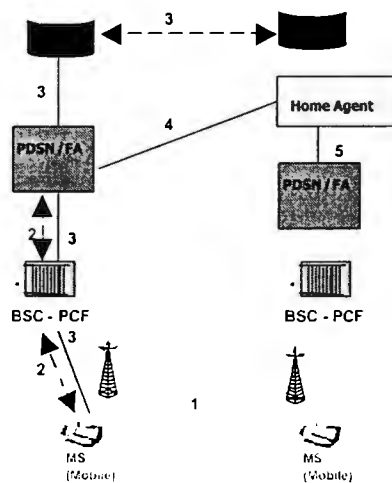 3
3
4
Home Agent
PDSN / FA
5
PDSN / FA
2
3
BSC - PCF
BSC - PCF
3
2
1
MS
(Mobile)
MS
(Mobile)